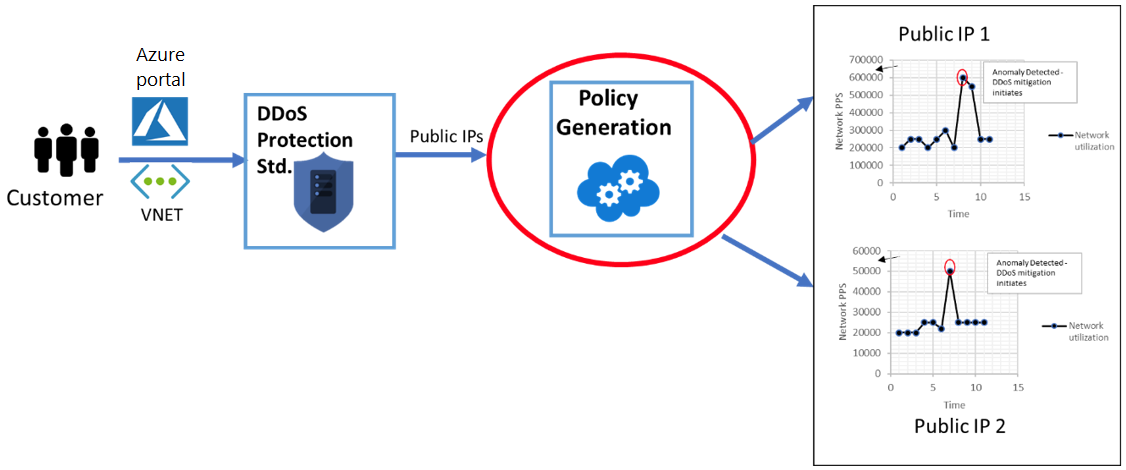 Azure
portal
Customer
VNET
DDoS
Protection
Std.
Public IPs
Policy
Generation
Public IP 1
Network PPS
700000
600000
500000
400000
300000
200000
100000
0
0
5
10
15
Time
Anomaly Detected -
DDoS mitigation
initiates
Network
utilization
Network PPS
60000
50000
40000
30000
20000
10000
0
0
5
10
15
Time
Anomaly Detected -
DDoS mitigation
initiates
Network
utilization
Public IP 2